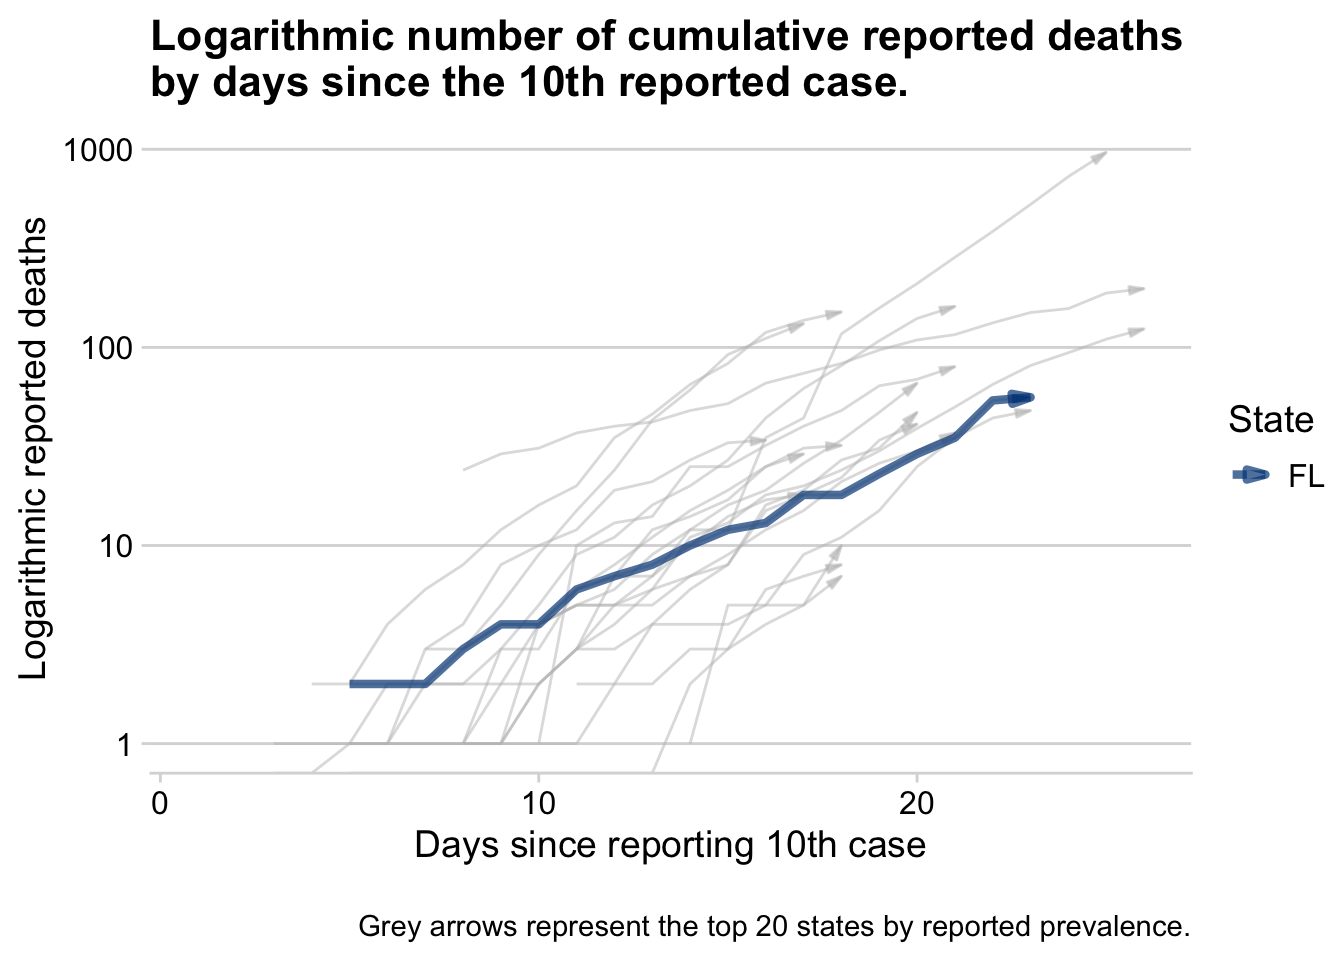 Logarithmic number of cumulative reported deaths
by days since the 10th reported case.
1000
100
10
1
Logarithmic reported deaths
0
10
20
Days since reporting 10th case
State
FL
Grey arrows represent the top 20 states by reported prevalence.